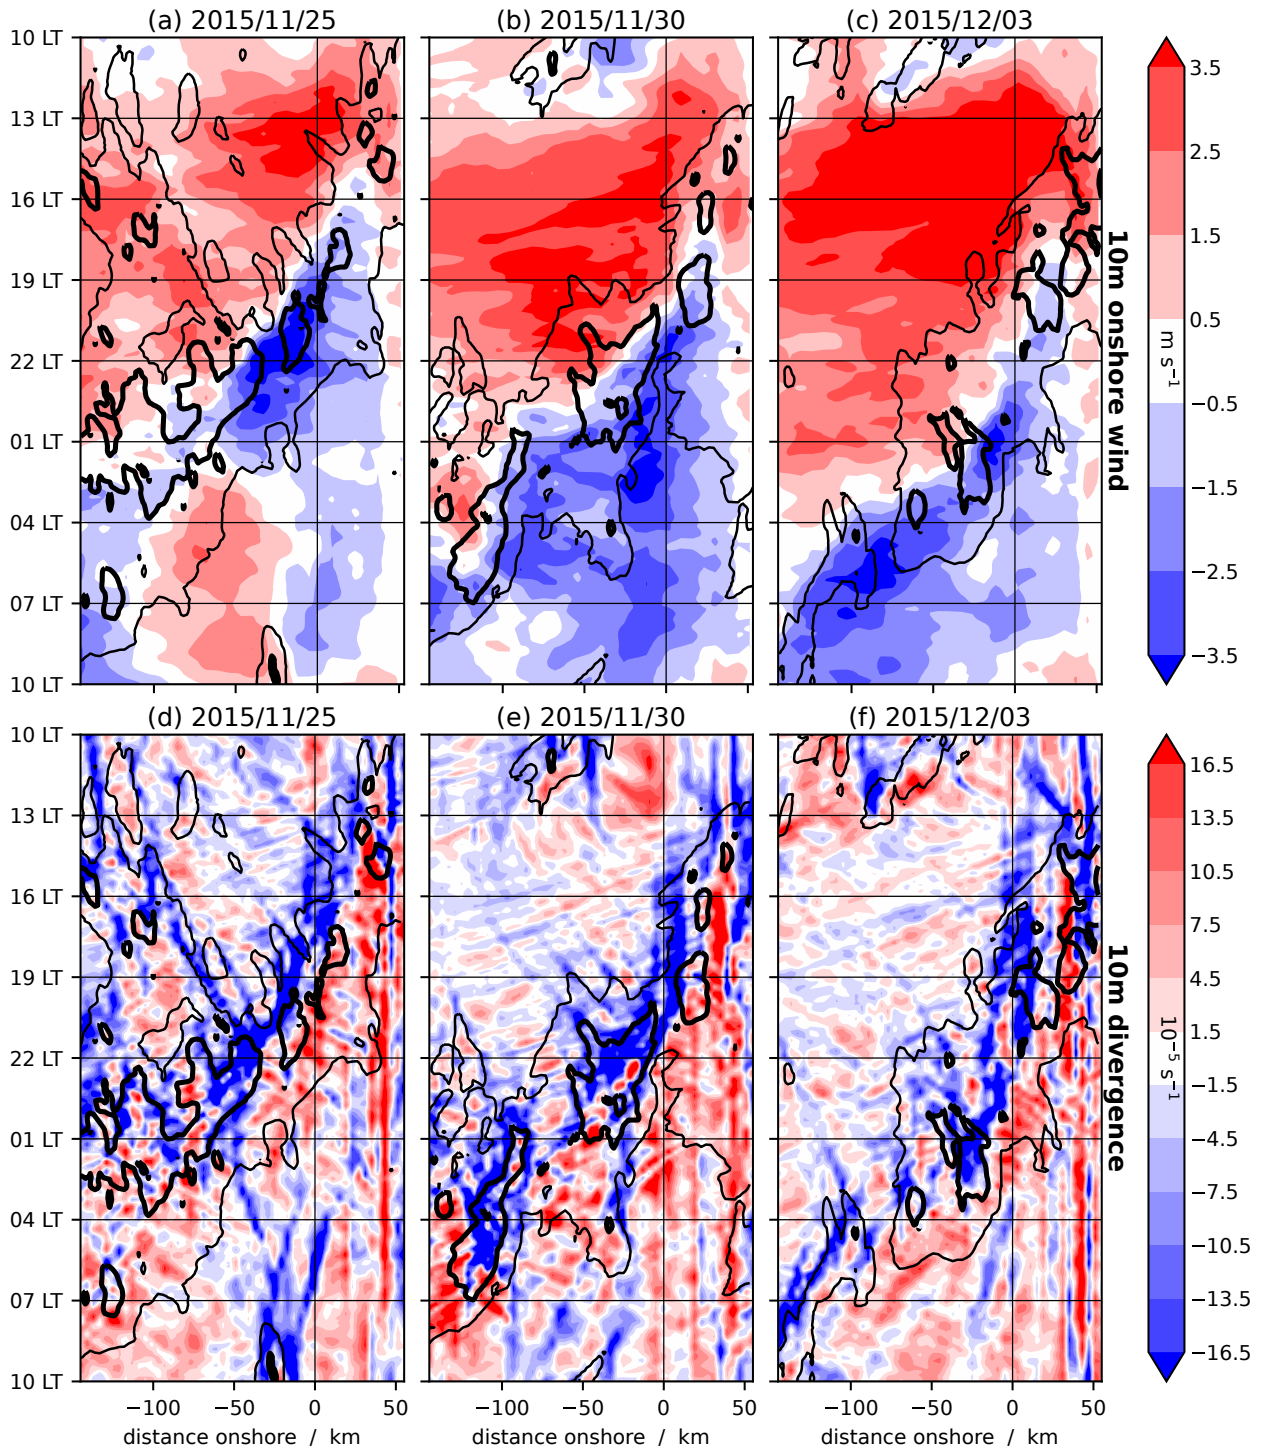 (a) 2015/11/25
(b) 2015/11/30
(c) 2015/12/03
10 LT
13 LT
16 LT
19 LT
22 LT
01 LT
04 LT
07 LT
10 LT
10m onshore wind
3.5
2.5
1.5
0.5
m s⁻¹
−0.5
−1.5
−2.5
−3.5
(d) 2015/11/25
(e) 2015/11/30
(f) 2015/12/03
10 LT
13 LT
16 LT
19 LT
22 LT
01 LT
04 LT
07 LT
10 LT
10m divergence
16.5
13.5
10.5
7.5
4.5
1.5
10⁻⁵ s⁻¹
−1.5
−4.5
−7.5
−10.5
−13.5
−16.5
−100 −50 0 50
−100 −50 0 50
−100 −50 0 50
distance onshore / km
distance onshore / km
distance onshore / km